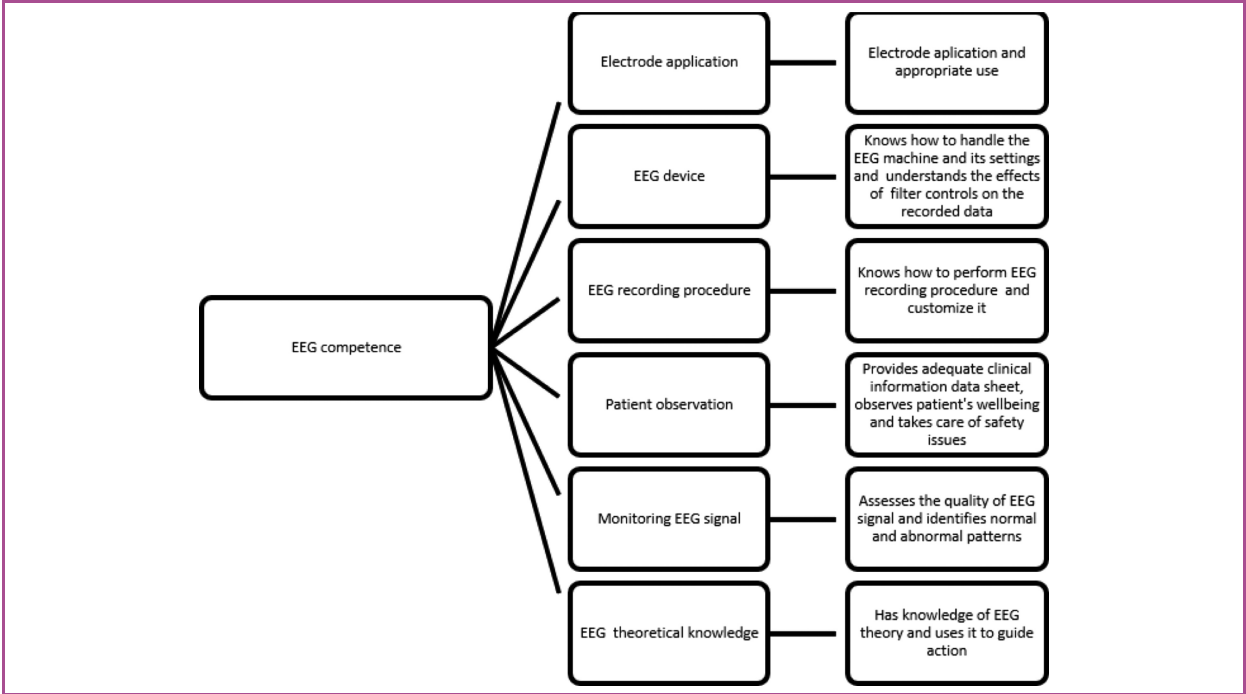 EEG competence
Electrode application
Electrode aplication and
appropriate use
EEG device
Knows how to handle the
EEG machine and its settings
and understands the effects
of filter controls on the
recorded data
EEG recording procedure
Knows how to perform EEG
recording procedure and
customize it
Patient observation
Provides adequate clinical
information data sheet,
observes patient's wellbeing
and takes care of safety
issues
Monitoring EEG signal
Assesses the quality of EEG
signal and identifies normal
and abnormal patterns
EEG theoretical knowledge
Has knowledge of EEG
theory and uses it to guide
action